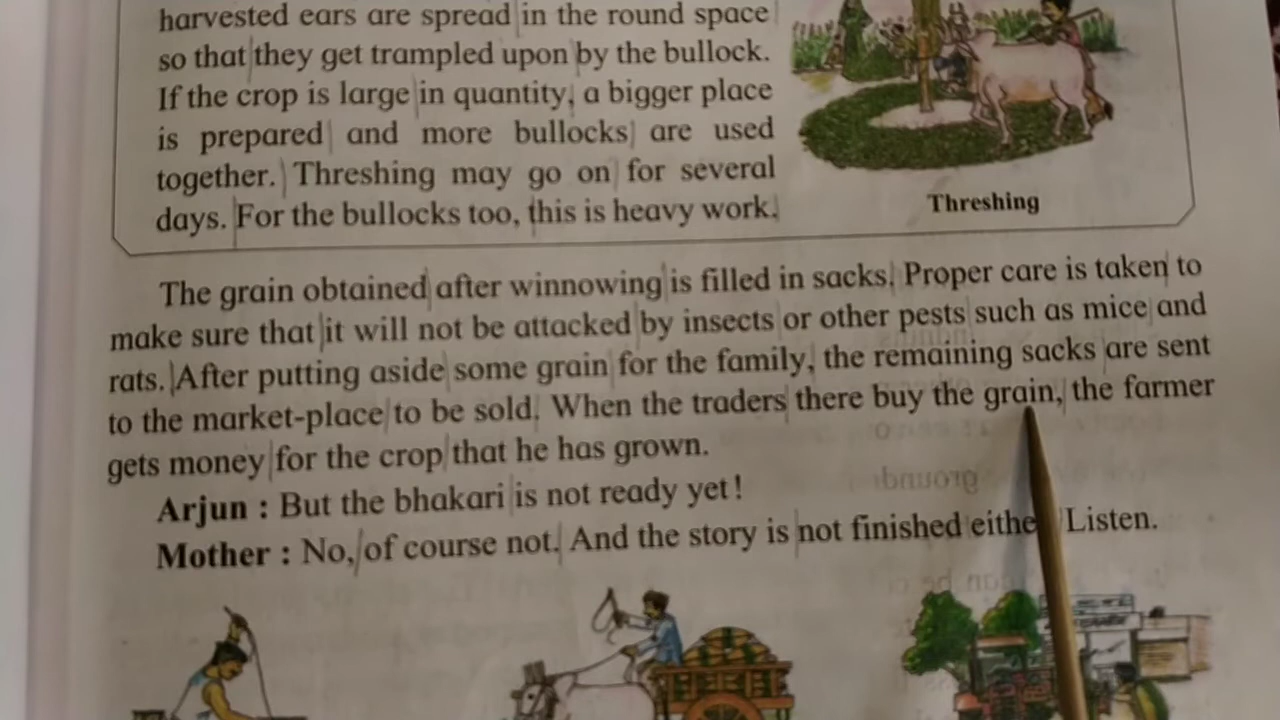 harvested ears are spread in the round space
so that they get trampled upon by the bullock.
If the crop is large in quantity, a bigger place
is prepared and more bullocks are used
together. Threshing may go on for several
days. For the bullocks too, this is heavy work.
Threshing
The grain obtained after winnowing is filled in sacks. Proper care is taken to
make sure that it will not be attacked by insects or other pests such as mice and
rats. After putting aside some grain for the family, the remaining sacks are sent
to the market-place to be sold. When the traders there buy the grain, the farmer
gets money for the crop that he has grown.
Arjun : But the bhakari is not ready yet!
Mother : No, of course not. And the story is not finished eithe Listen.